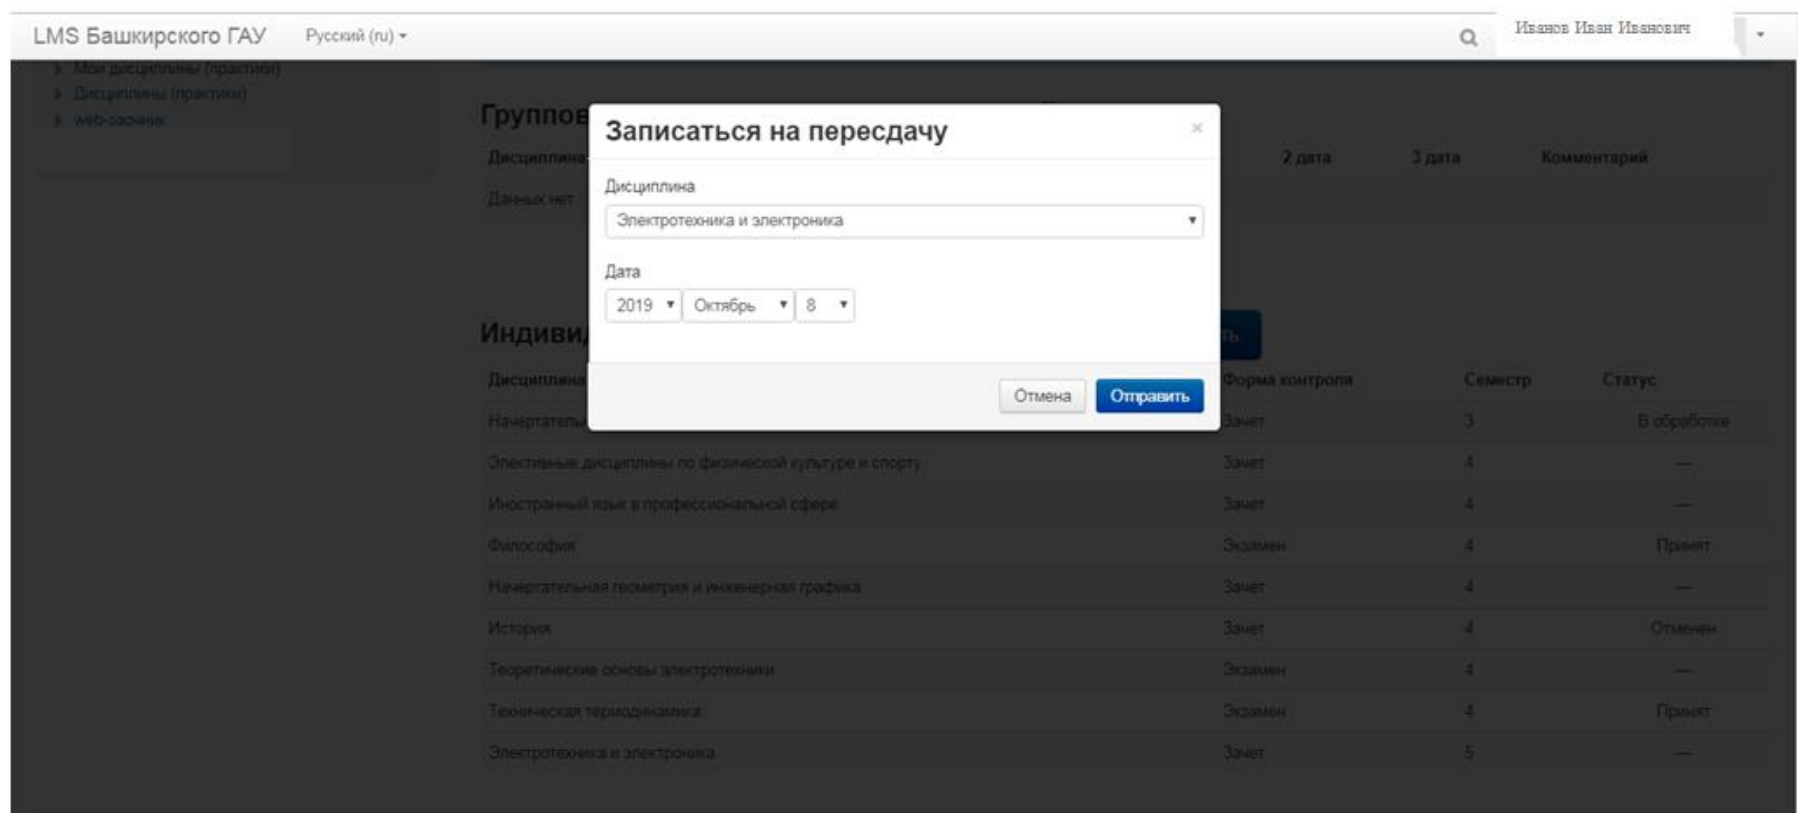 LMS Башкирского ГАУ Русский (ru) Иванов Иван Иванович
Мои дисциплины (практики)
Дисциплины (практики)
web-заочник
Группов
Записаться на пересдачу ×
Дисциплина 2 дата 3 дата Комментарий
Дисциплина
Данных нет
Электротехника и электроника
Дата
2019 Октябрь 8
Индивид ть
Дисциплина Форма контроля Семестр Статус
Отмена Отправить
Начертатель Зачет 3 В обработке
Элективные дисциплины по физической культуре и спорту Зачет 4 —
Иностранный язык в профессиональной сфере Зачет 4 —
Философия Экзамен 4 Принят
Начертательная геометрия и инженерная графика Зачет 4 —
История Зачет 4 Отменен
Теоретические основы электротехники Экзамен 4 —
Техническая термодинамика Экзамен 4 Принят
Электротехника и электроника Зачет 5 —